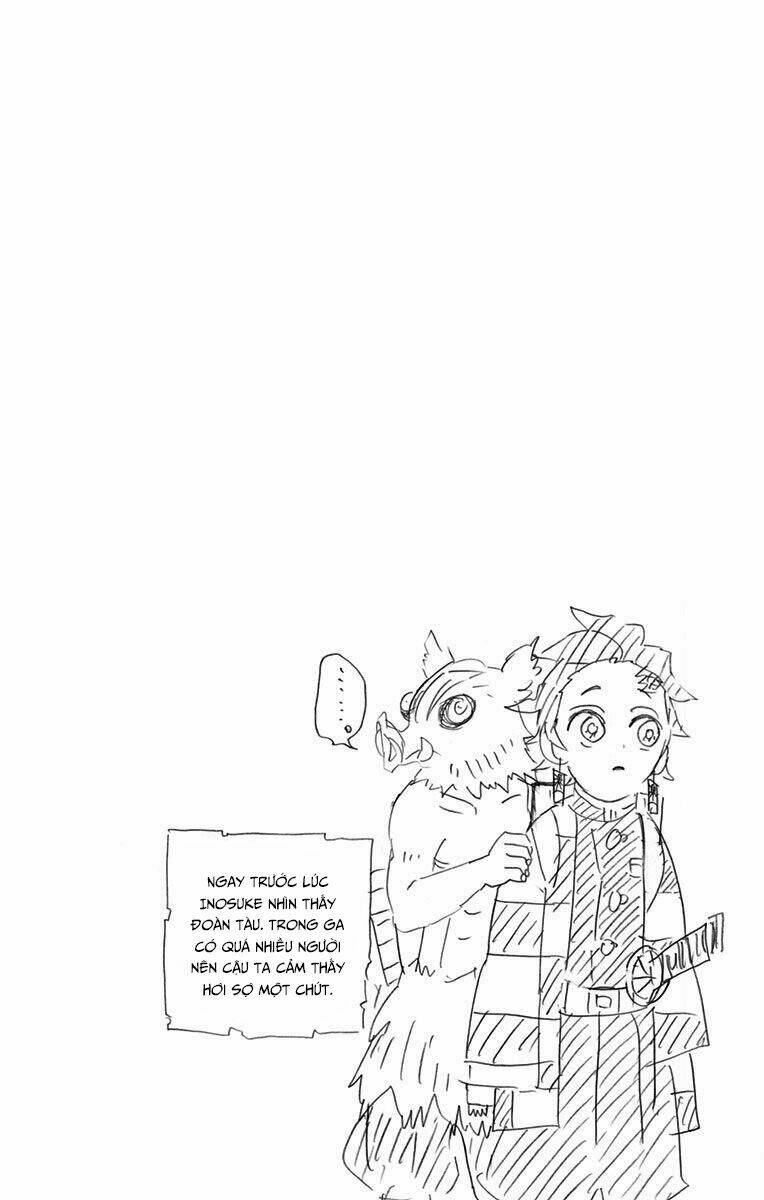 .......
NGAY TRƯỚC LÚC
INOSUKE NHÌN THẤY
ĐOÀN TÀU. TRONG GA
CÓ QUÁ NHIỀU NGƯỜI
NÊN CẬU TA CẢM THẤY
HƠI SỢ MỘT CHÚT.